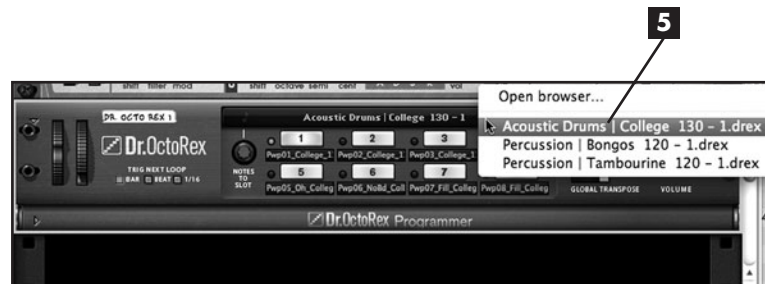 5
shift filter mod shift octave semi cent A D S R vol
Open browser...
DR. OCTO REX 1
Acoustic Drums | College 130 - 1
Acoustic Drums | College 130 – 1.drex
Dr.OctoRex
1 2 3
Percussion | Bongos 120 – 1.drex
Pwp01_College_1 Pwp02_College_1 Pwp03_College_1
Percussion | Tambourine 120 – 1.drex
TRIG NEXT LOOP
NOTES TO SLOT
5 6 7
BAR BEAT 1/16
Pwp05_Oh_Colleg Pwp06_NoBd_Coll Pwp07_Fill_Colleg Pwp08_Fill_Colleg
GLOBAL TRANSPOSE VOLUME
Dr.OctoRex Programmer